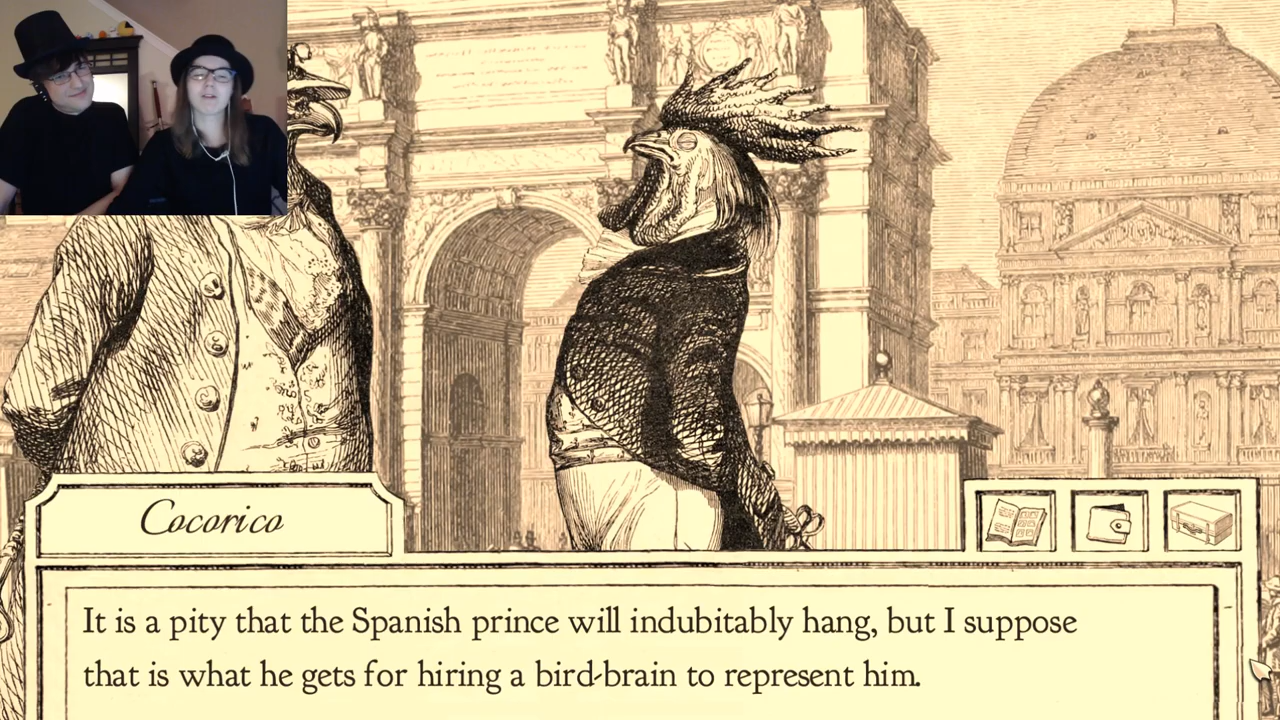 Cocorico
It is a pity that the Spanish prince will indubitably hang, but I suppose
that is what he gets for hiring a bird-brain to represent him.